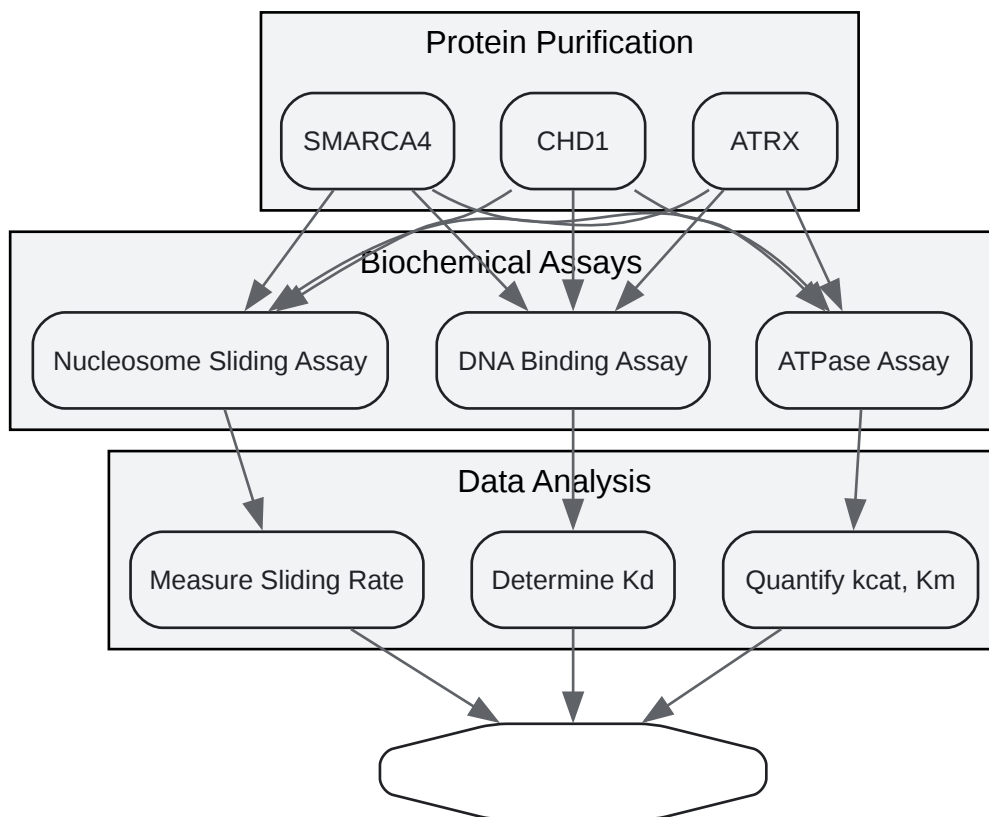 Protein Purification
SMARCA4
CHD1
ATRX
Biochemical Assays
Nucleosome Sliding Assay
DNA Binding Assay
ATPase Assay
Data Analysis
Measure Sliding Rate
Determine Kd
Quantify kcat, Km